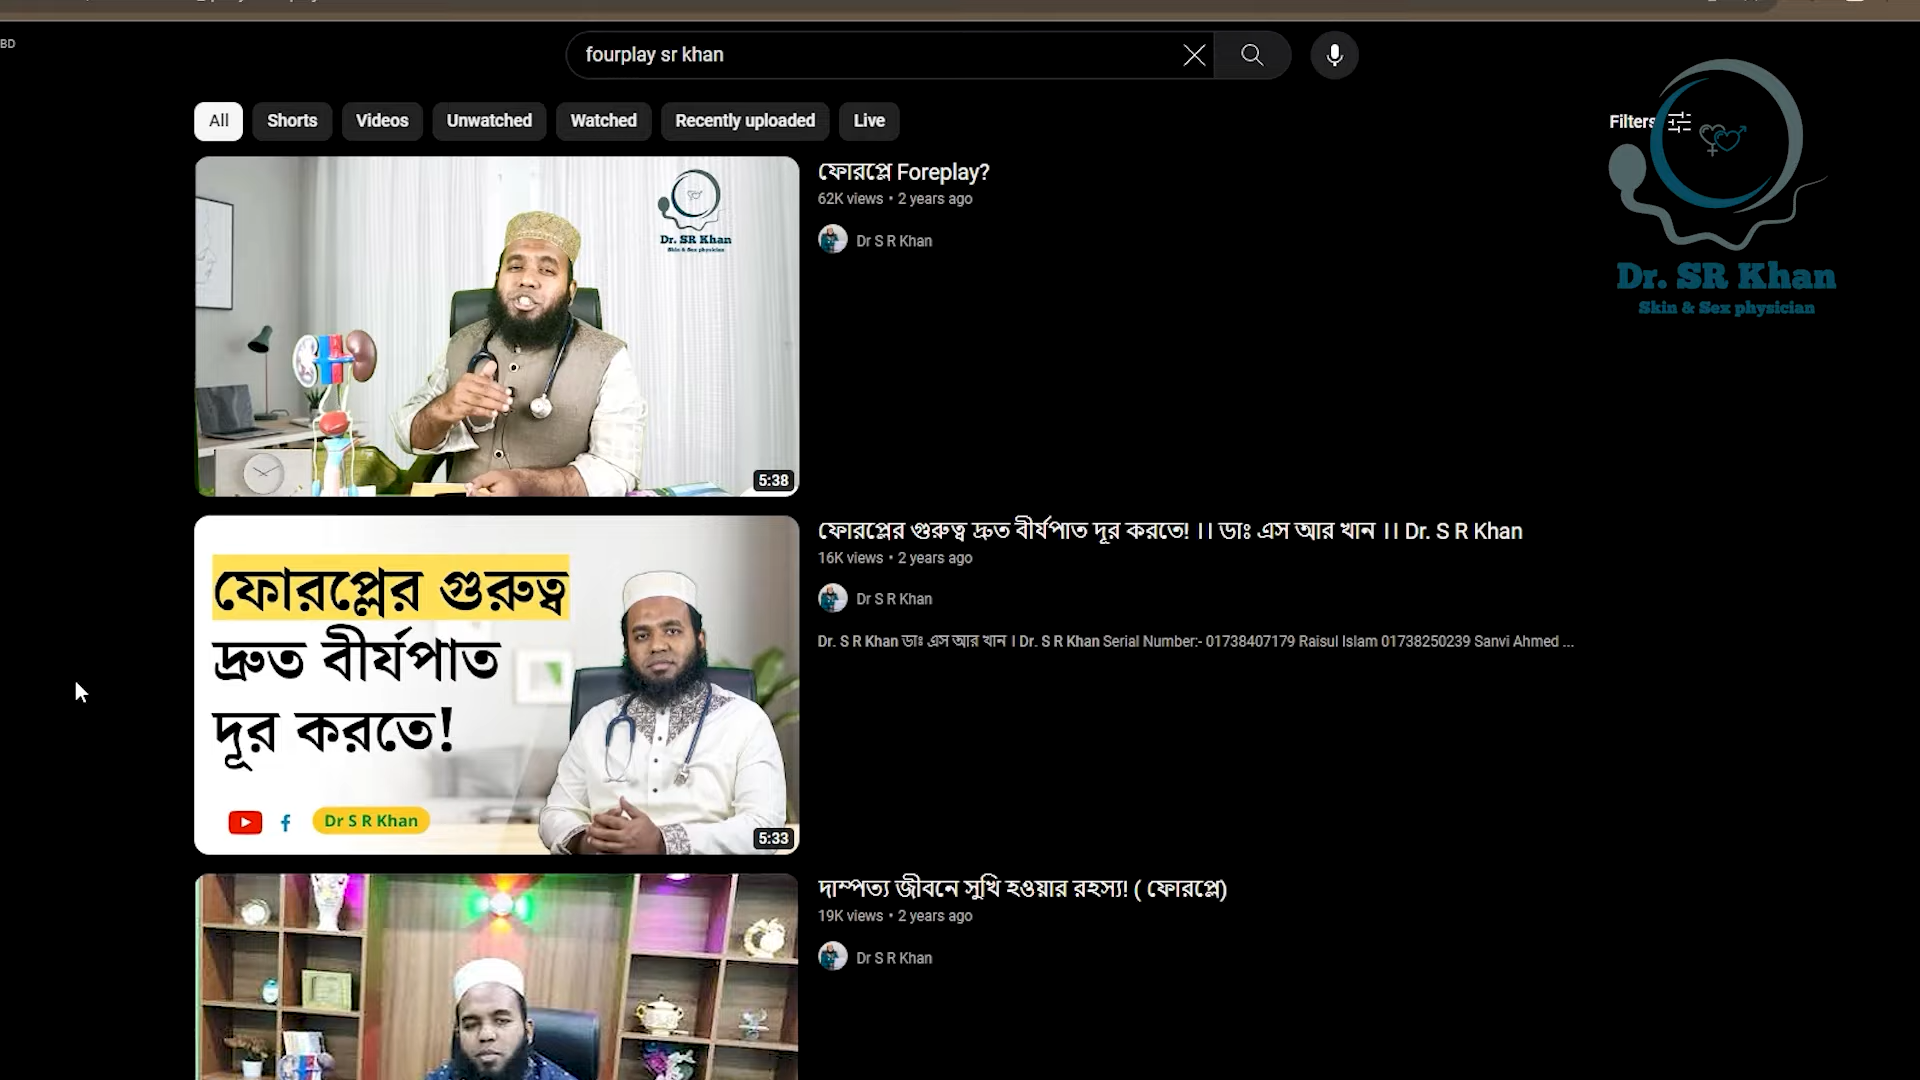 BD
fourplay sr khan
All
Shorts
Videos
Unwatched
Watched
Recently uploaded
Live
Filters
Dr. SR Khan
Skin & Sex physician
Dr. SR Khan
Skin & Sex physician
5:38
ফোরপ্লে Foreplay?
62K views • 2 years ago
Dr S R Khan
ফোরপ্লের গুরুত্ব
দ্রুত বীর্যপাত
দূর করতে!
Dr S R Khan
5:33
ফোরপ্লের গুরুত্ব দ্রুত বীর্যপাত দূর করতে! ।। ডাঃ এস আর খান ।। Dr. S R Khan
16K views • 2 years ago
Dr S R Khan
Dr. S R Khan ডাঃ এস আর খান । Dr. S R Khan Serial Number:- 01738407179 Raisul Islam 01738250239 Sanvi Ahmed ...
দাম্পত্য জীবনে সুখি হওয়ার রহস্য! ( ফোরপ্লে)
19K views • 2 years ago
Dr S R Khan